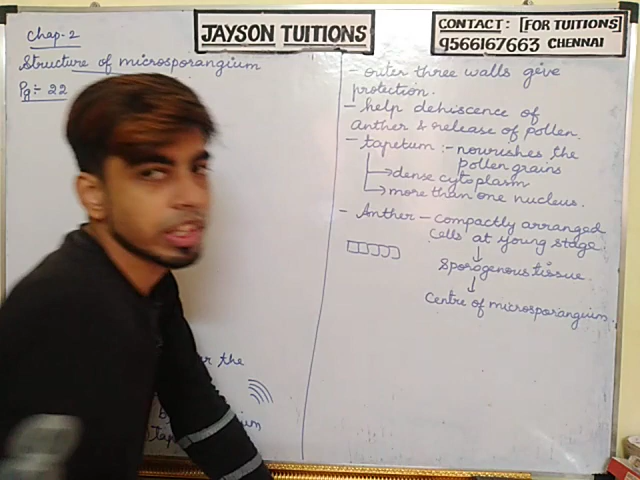 JAYSON TUITIONS
CONTACT: [FOR TUITIONS]
9566167663 CHENNAI
Chap-2
Structure of microsporangium
Pg:- 22
the
- outer three walls give
protection.
- help dehiscence of
anther & release of pollen.
- tapetum :- nourishes the
pollen grains
→ dense cytoplasm
→ more than one nucleus.
- Anther - compactly arranged
cells at young stage.
↓
Sporogenous tissue
↓
Centre of microsporangium.